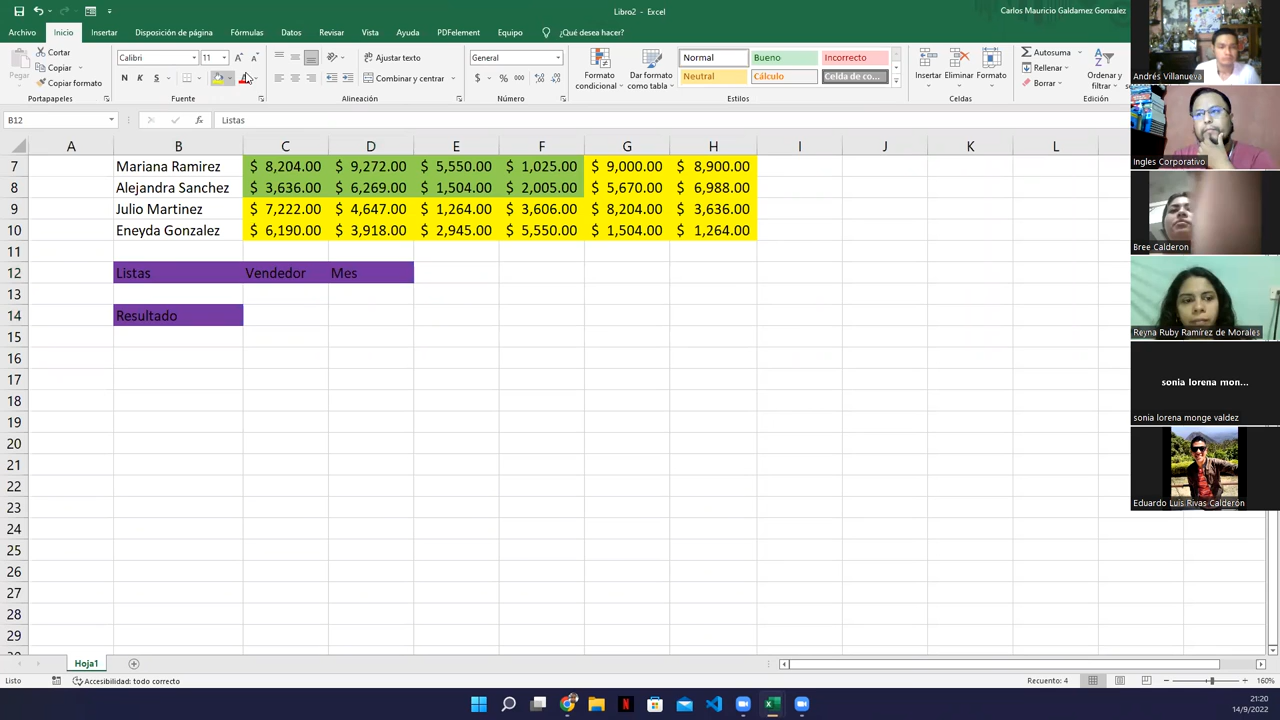 Libro2 - Excel
Carlos Mauricio Galdamez Gonzalez
Archivo Inicio Insertar Disposición de página Fórmulas Datos Revisar Vista Ayuda PDFelement Equipo ¿Qué desea hacer?
Pegar
Cortar
Copiar
Copiar formato
Portapapeles
Calibri 11
N K S
Fuente
Ajustar texto
Combinar y centrar
Alineación
General
$ % 000
Número
Formato condicional
Dar formato como tabla
Normal Bueno Incorrecto
Neutral Cálculo Celda de co...
Estilos
Insertar Eliminar Formato
Celdas
Autosuma
Rellenar
Borrar
Ordenar y filtrar
Edición
B12
fx
Listas
A B C D E F G H I J K L
7 Mariana Ramirez $ 8,204.00 $ 9,272.00 $ 5,550.00 $ 1,025.00 $ 9,000.00 $ 8,900.00
8 Alejandra Sanchez $ 3,636.00 $ 6,269.00 $ 1,504.00 $ 2,005.00 $ 5,670.00 $ 6,988.00
9 Julio Martinez $ 7,222.00 $ 4,647.00 $ 1,264.00 $ 3,606.00 $ 8,204.00 $ 3,636.00
10 Eneyda Gonzalez $ 6,190.00 $ 3,918.00 $ 2,945.00 $ 5,550.00 $ 1,504.00 $ 1,264.00
11
12 Listas Vendedor Mes
13
14 Resultado
15
16
17
18
19
20
21
22
23
24
25
26
27
28
29
Hoja1
Listo
Accesibilidad: todo correcto
Recuento: 4
160%
21:20
14/9/2022
Andrés Villanueva
Ingles Corporativo
Bree Calderon
Reyna Ruby Ramírez de Morales
sonia lorena mon...
sonia lorena monge valdez
Eduardo Luis Rivas Calderón